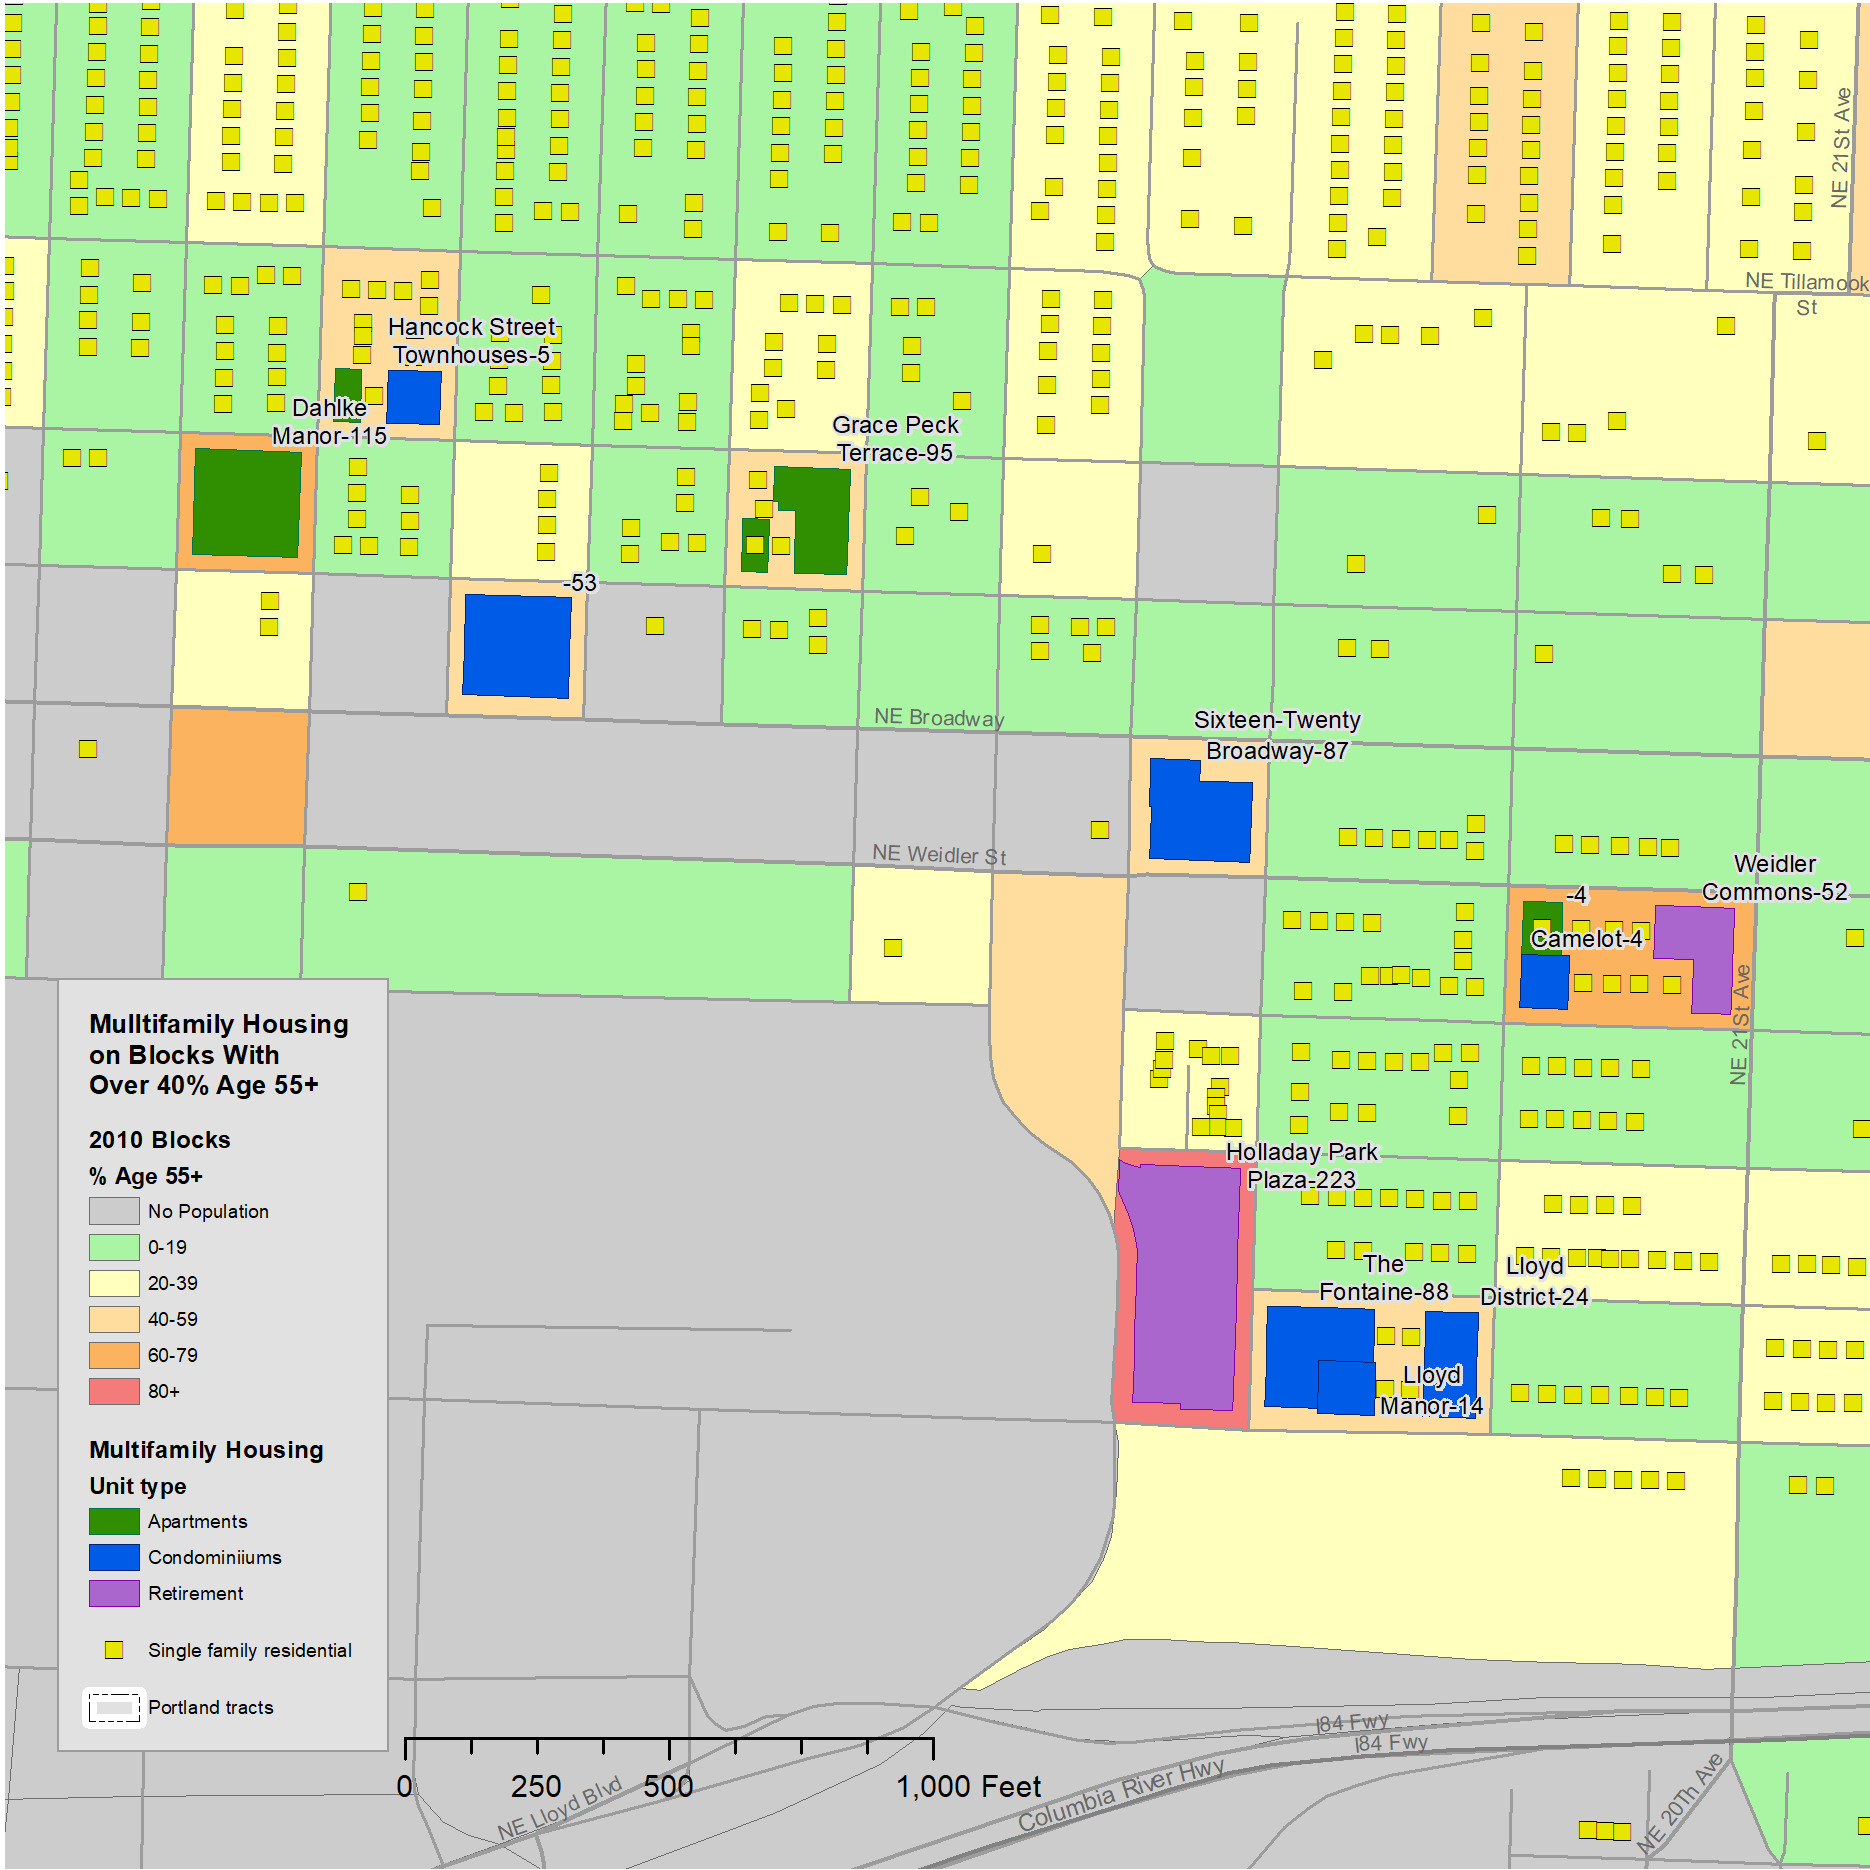 NE 21St Ave
NE Tillamook
St
Hancock Street
Townhouses-5
Dahlke
Manor-115
Grace Peck
Terrace-95
-53
NE Broadway
Sixteen-Twenty
Broadway-87
NE Weidler St
Weidler
Commons-52
-4
Camelot-4
NE 21St Ave
Holladay Park
Plaza-223
The
Fontaine-88
Lloyd
District-24
Lloyd
Manor-14
Mulltifamily Housing
on Blocks With
Over 40% Age 55+
2010 Blocks
% Age 55+
No Population
0-19
20-39
40-59
60-79
80+
Multifamily Housing
Unit type
Apartments
Condominiiums
Retirement
Single family residential
Portland tracts
0 250 500 1,000 Feet
NE Lloyd Blvd
Columbia River Hwy
I84 Fwy
I84 Fwy
NE 20Th Ave